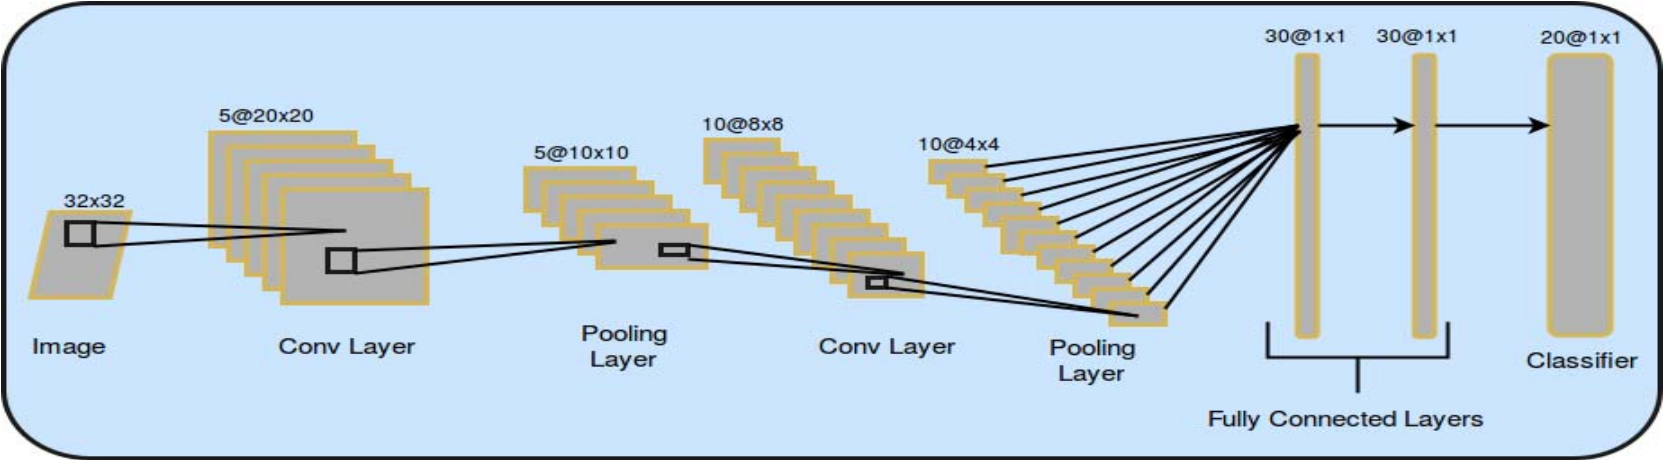 32x32
5@20x20
5@10x10
10@8x8
10@4x4
30@1x1
30@1x1
20@1x1
Image
Conv Layer
Pooling
Layer
Conv Layer
Pooling
Layer
Fully Connected Layers
Classifier